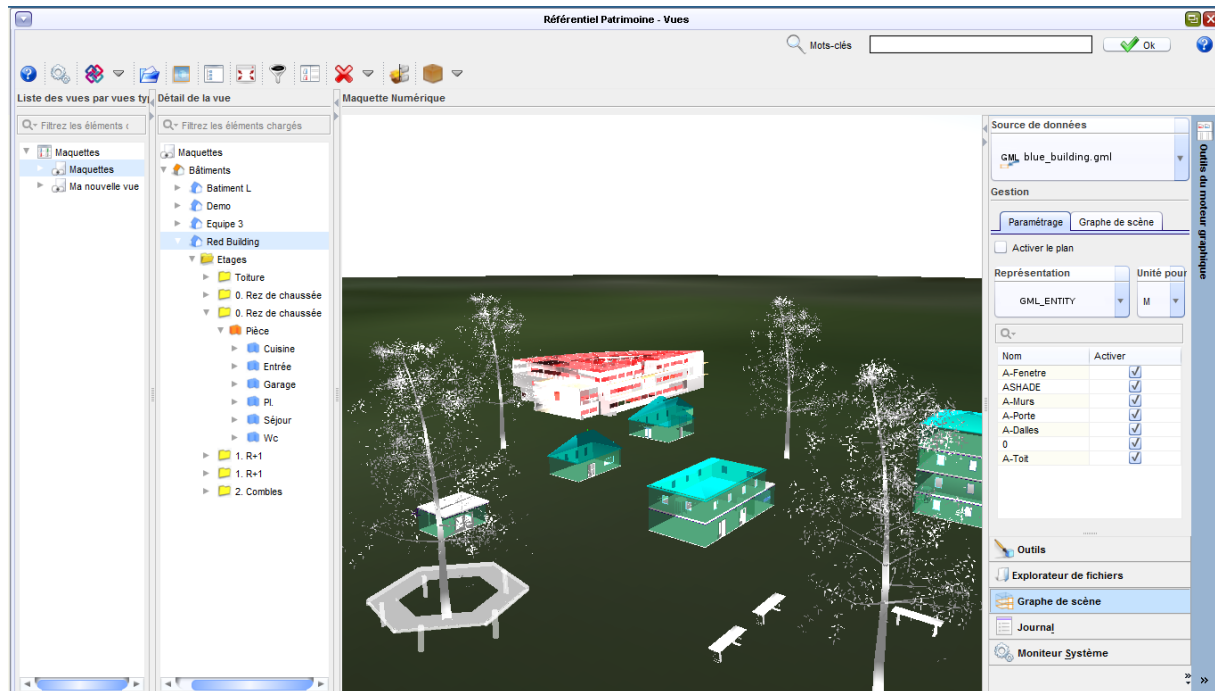 Référentiel Patrimoine - Vues
Mots-clés
Ok
Liste des vues par vues ty
Détail de la vue
Maquette Numérique
Filtrez les éléments c
Maquettes
Maquettes
Ma nouvelle vue
Filtrez les éléments chargés
Maquettes
Bâtiments
Batiment L
Demo
Equipe 3
Red Building
Etages
Toiture
0. Rez de chaussée
0. Rez de chaussée
Pièce
Cuisine
Entrée
Garage
Pl.
Séjour
Wc
1. R+1
1. R+1
2. Combles
Source de données
GML blue_building.gml
Gestion
Paramétrage Graphe de scène
Activer le plan
Représentation Unité pour
GML_ENTITY M
Nom Activer
A-Fenetre
ASHADE
A-Murs
A-Porte
A-Dalles
0
A-Toit
Outils
Explorateur de fichiers
Graphe de scène
Journal
Moniteur Système
Outils du moteur graphique